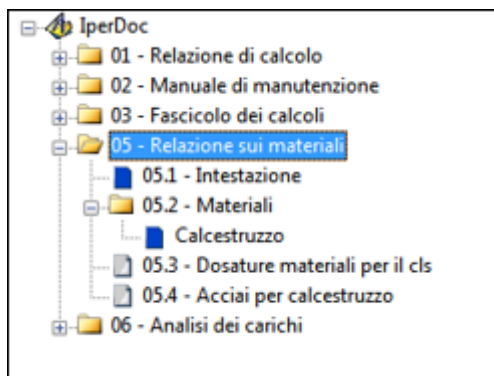 IperDoc
01 - Relazione di calcolo
02 - Manuale di manutenzione
03 - Fascicolo dei calcoli
05 - Relazione sui materiali
05.1 - Intestazione
05.2 - Materiali
Calcestruzzo
05.3 - Dosature materiali per il cls
05.4 - Acciai per calcestruzzo
06 - Analisi dei carichi